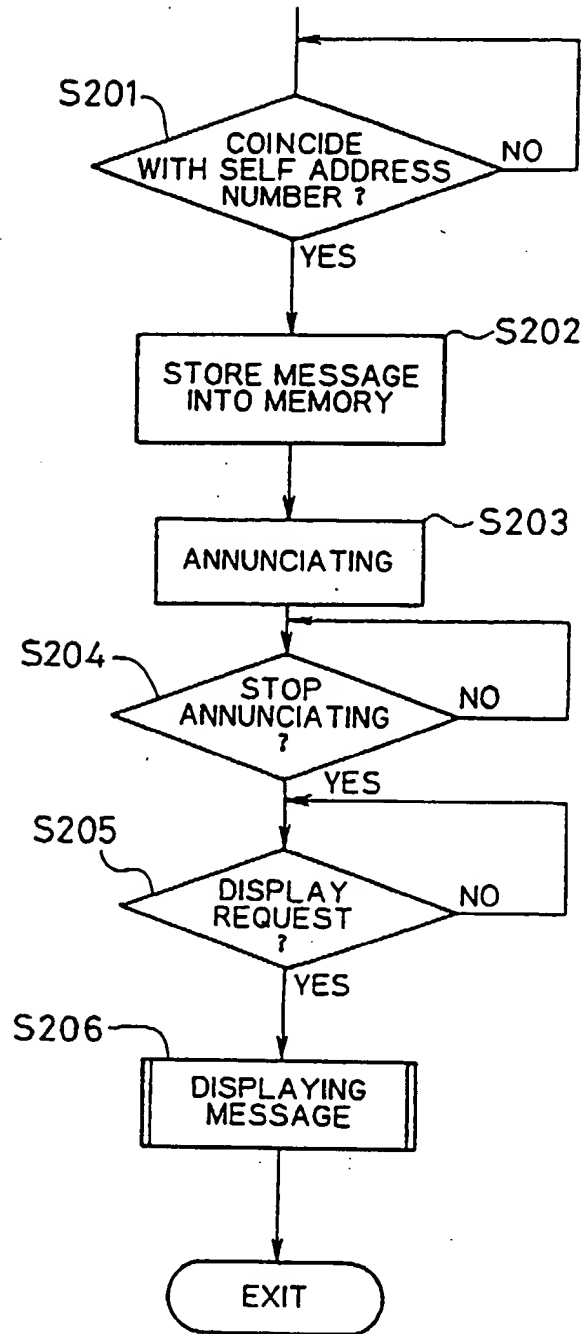 S201
COINCIDE
WITH SELF ADDRESS
NUMBER ?
NO
YES
S202
STORE MESSAGE
INTO MEMORY
S203
ANNUNCIATING
S204
STOP
ANNUNCIATING
?
NO
YES
S205
DISPLAY
REQUEST
?
NO
YES
S206
DISPLAYING
MESSAGE
EXIT